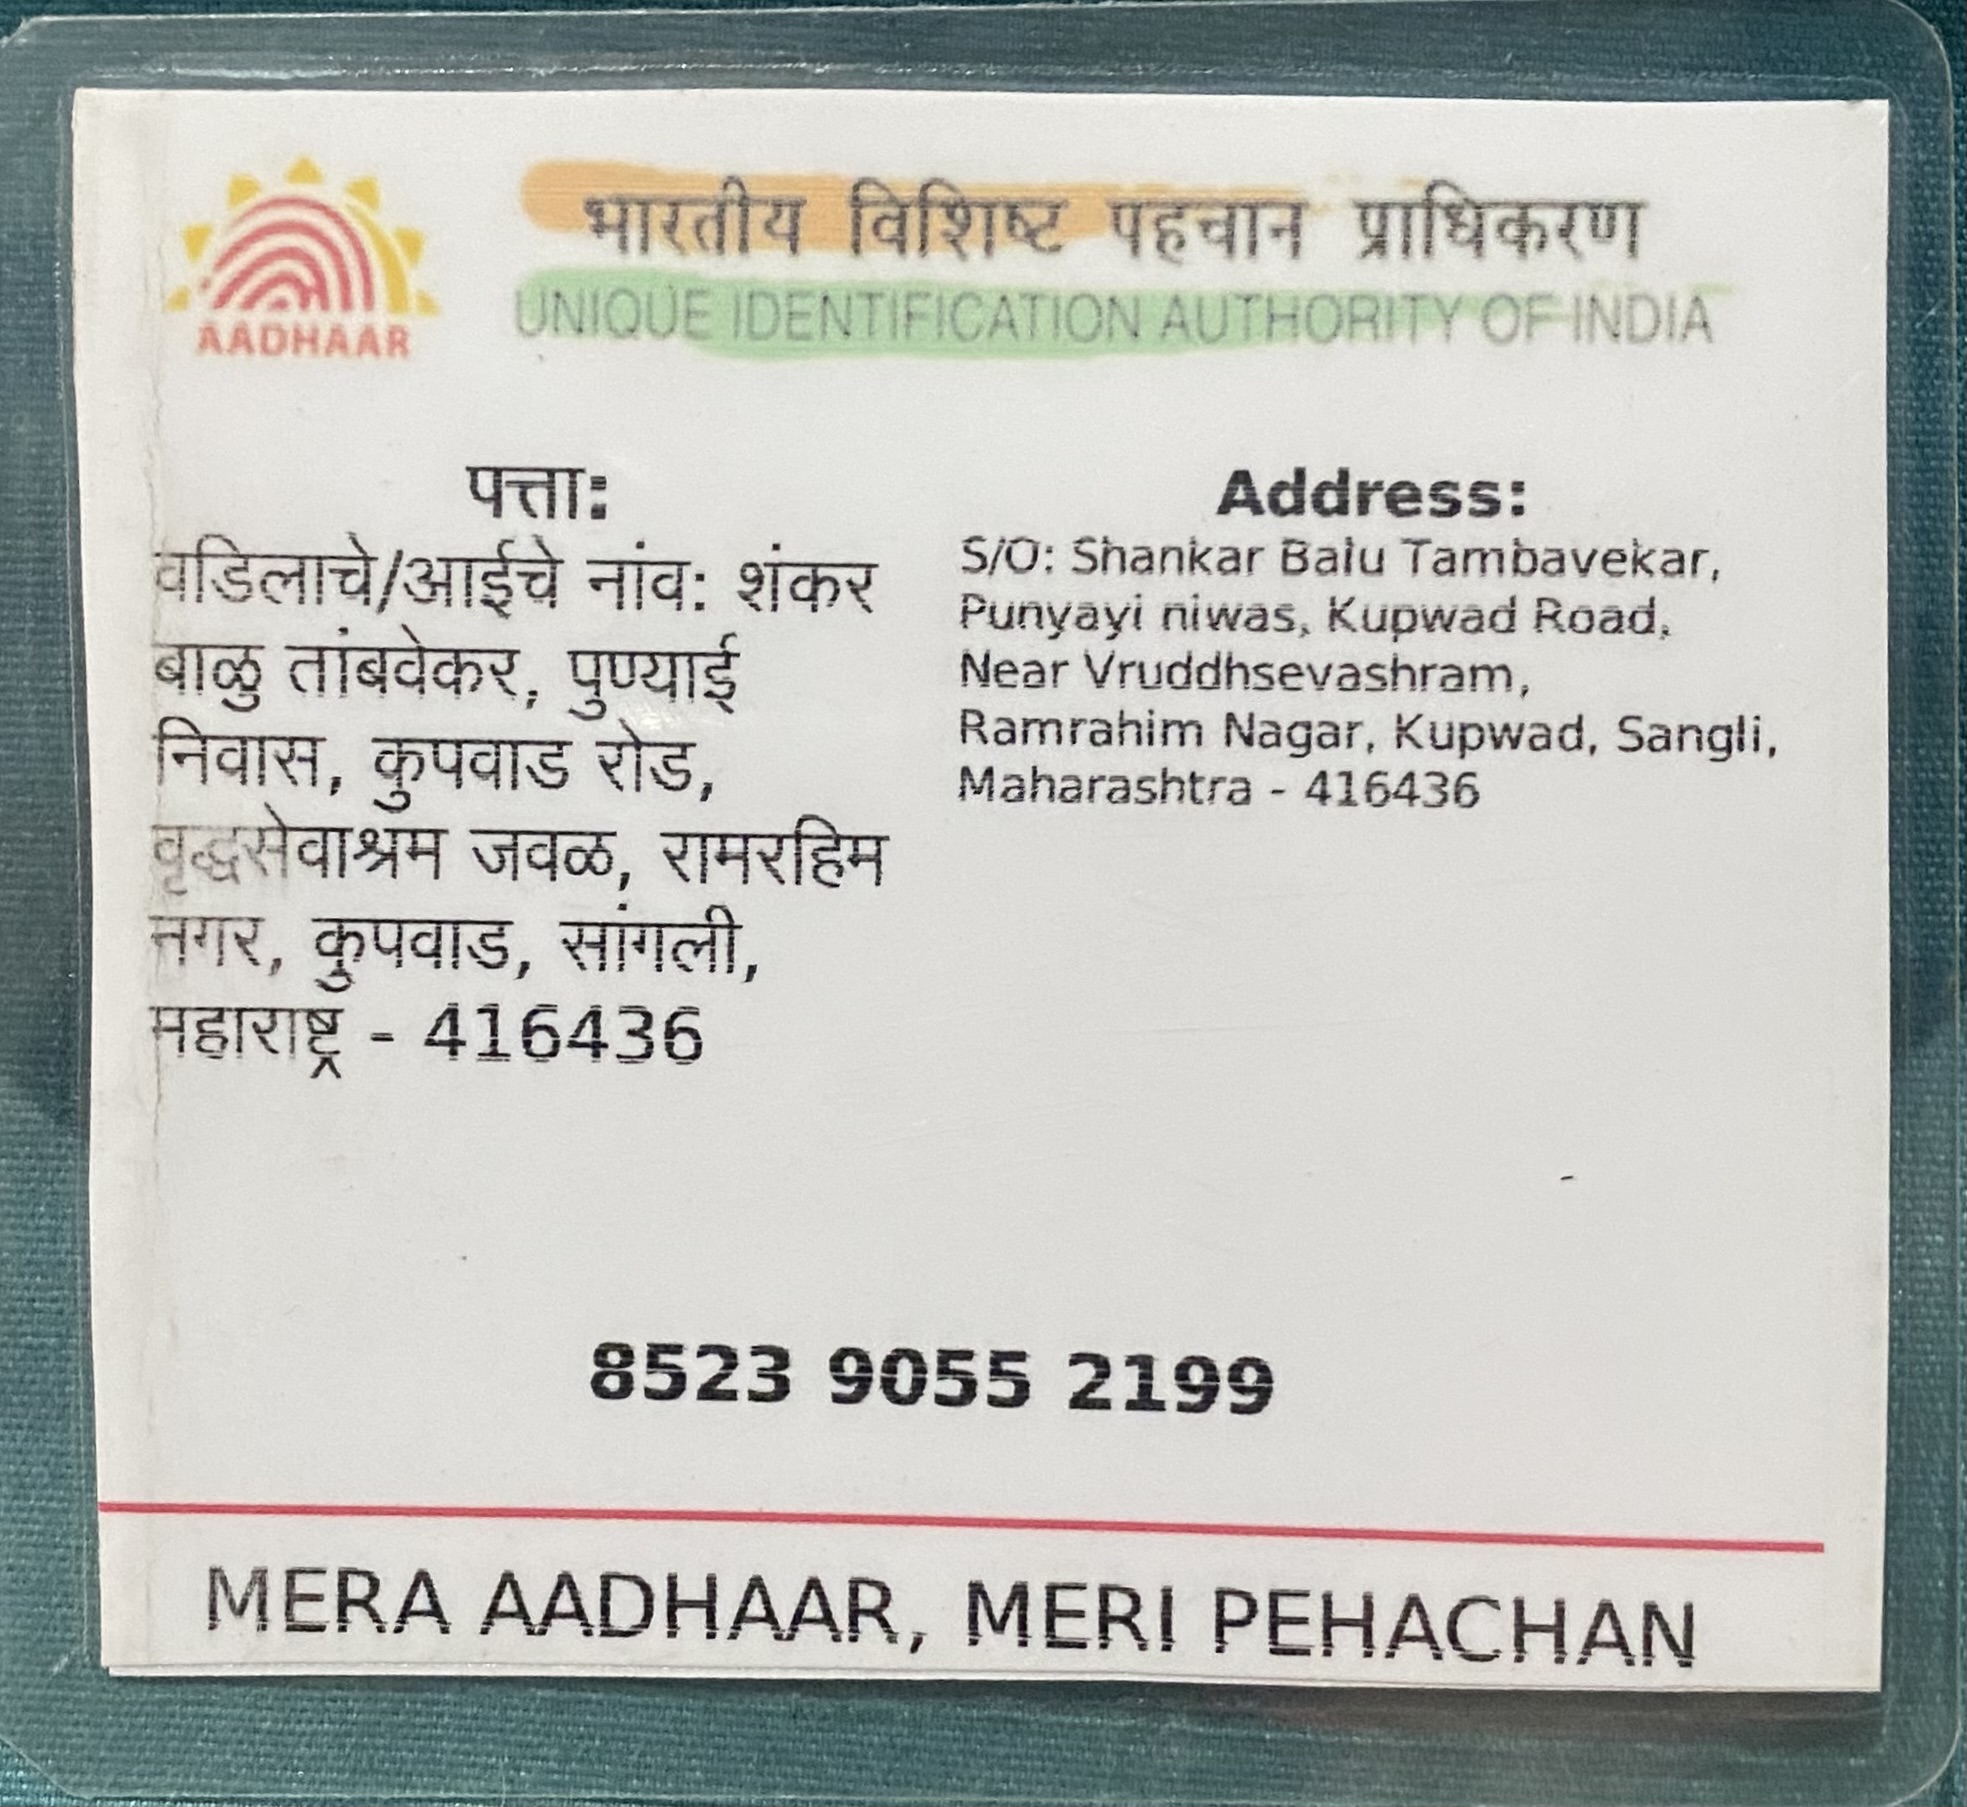 AADHAAR
भारतीय विशिष्ट पहचान प्राधिकरण
UNIQUE IDENTIFICATION AUTHORITY OF INDIA
पत्ता:
वडिलाचे/आईचे नांव: शंकर
बाळु तांबवेकर, पुण्याई
निवास, कुपवाड रोड,
वृद्धसेवाश्रम जवळ, रामरहिम
नगर, कुपवाड, सांगली,
महाराष्ट्र - 416436
Address:
S/O: Shankar Balu Tambavekar,
Punyayi niwas, Kupwad Road,
Near Vruddhsevashram,
Ramrahim Nagar, Kupwad, Sangli,
Maharashtra - 416436
8523 9055 2199
MERA AADHAAR, MERI PEHACHAN